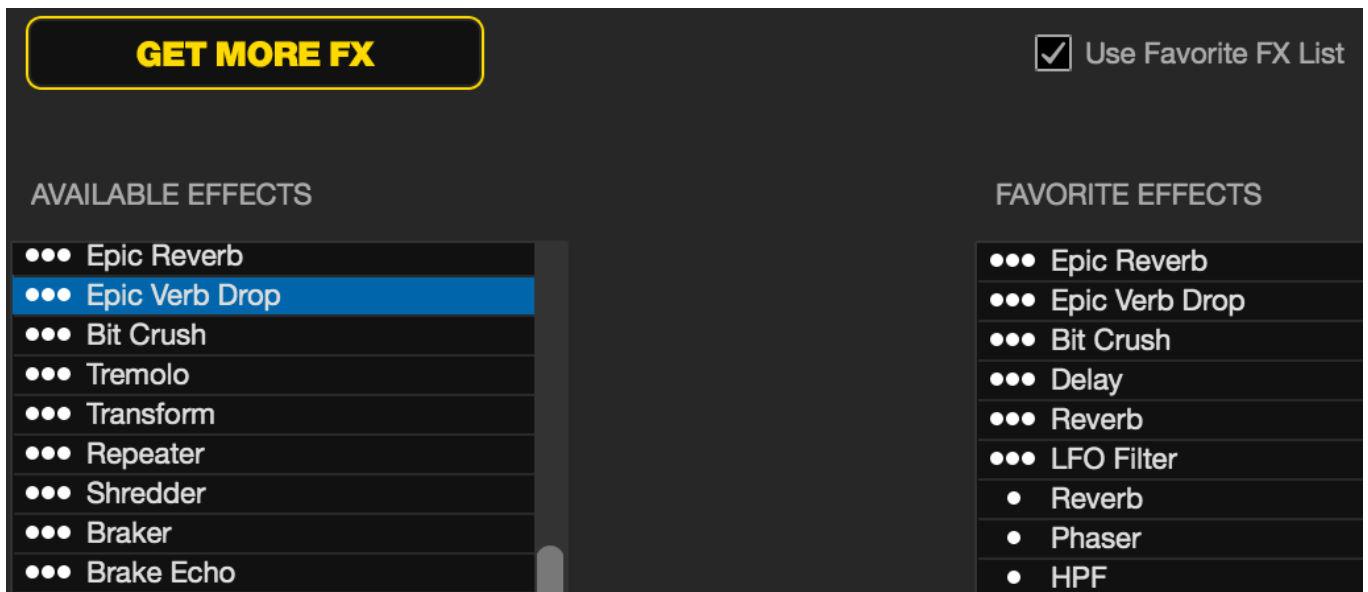 GET MORE FX
Use Favorite FX List
AVAILABLE EFFECTS
Epic Reverb
Epic Verb Drop
Bit Crush
Tremolo
Transform
Repeater
Shredder
Braker
Brake Echo
FAVORITE EFFECTS
Epic Reverb
Epic Verb Drop
Bit Crush
Delay
Reverb
LFO Filter
Reverb
Phaser
HPF